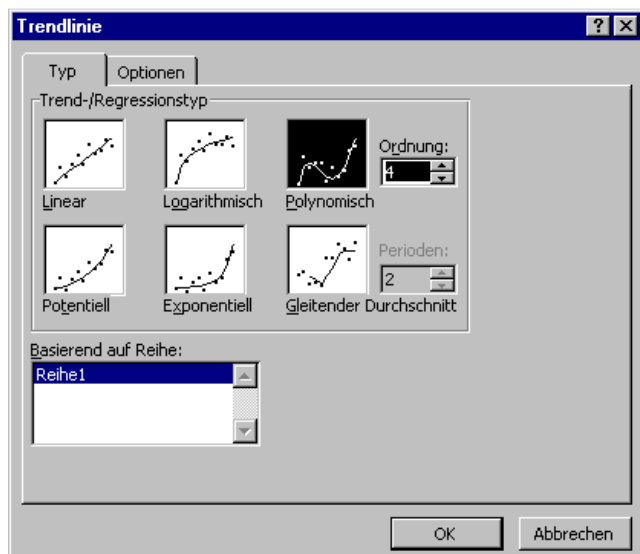 Trendlinie
Typ
Optionen
Trend-/Regressionstyp
Linear
Logarithmisch
Polynomisch
Ordnung:
4
Potentiell
Exponentiell
Gleitender Durchschnitt
Perioden:
2
Basierend auf Reihe:
Reihe1
OK
Abbrechen